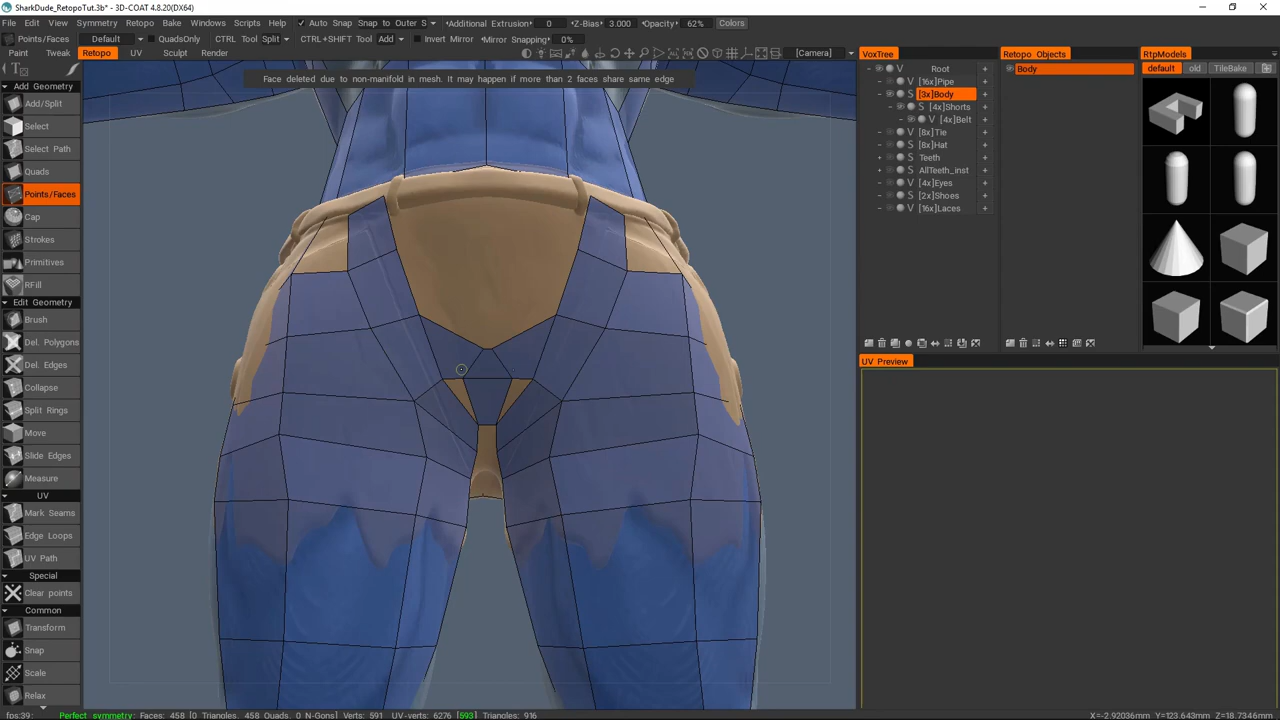 SharkDude_RetopoTut.3b* - 3D-COAT 4.8.20(DX64)
File Edit View Symmetry Retopo Bake Windows Scripts Help Auto Snap Snap to Outer S Additional Extrusion 0 Z-Bias 3.000 Opacity 62% Colors
Points/Faces Default QuadsOnly CTRL Tool Split CTRL+SHIFT Tool Add Invert Mirror Mirror Snapping 0%
Paint Tweak Retopo UV Sculpt Render [Camera] VoxTree Retopo Objects RtpModels
Face deleted due to non-manifold in mesh. It may happen if more than 2 faces share same edge
Add Geometry
Add/Split
Select
Select Path
Quads
Points/Faces
Cap
Strokes
Primitives
RFill
Edit Geometry
Brush
Del. Polygons
Del. Edges
Collapse
Split Rings
Move
Slide Edges
Measure
UV
Mark Seams
Edge Loops
UV Path
Special
Clear points
Common
Transform
Snap
Scale
Relax
V Root
V [16x]Pipe
S [3x]Body
S [4x]Shorts
V [4x]Belt
V [8x]Tie
V [8x]Hat
S Teeth
S AllTeeth_inst
V [4x]Eyes
S [2x]Shoes
V [16x]Laces
Body
default old TileBake
UV Preview
fps:39; Perfect symmetry: Faces: 458 [0 Triangles, 458 Quads, 0 N-Gons] Verts: 591 UV-verts: 6276 [593] Triangles: 916 X=-2.92036mm Y=123.643mm Z=18.7346mm